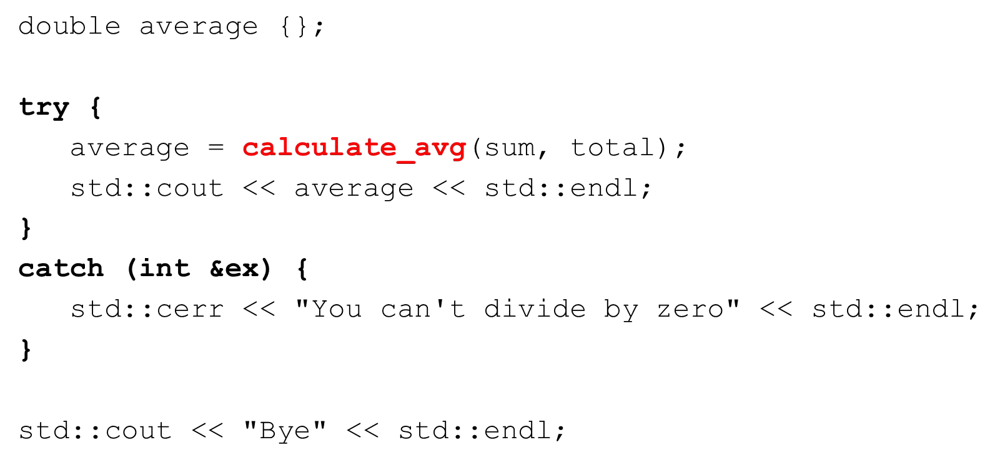 double average {};
try {
   average = calculate_avg(sum, total);
   std::cout << average << std::endl;
}
catch (int &ex) {
   std::cerr << "You can't divide by zero" << std::endl;
}
std::cout << "Bye" << std::endl;